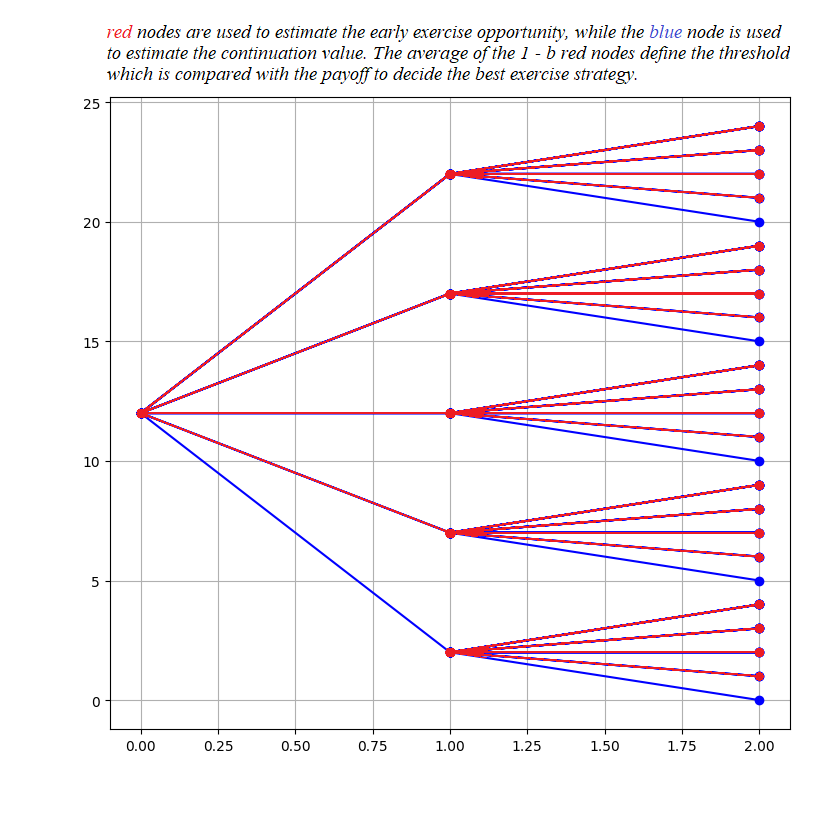 red nodes are used to estimate the early exercise opportunity, while the blue node is used
to estimate the continuation value. The average of the 1 - b red nodes define the threshold
which is compared with the payoff to decide the best exercise strategy.
25
20
15
10
5
0
0.00 0.25 0.50 0.75 1.00 1.25 1.50 1.75 2.00